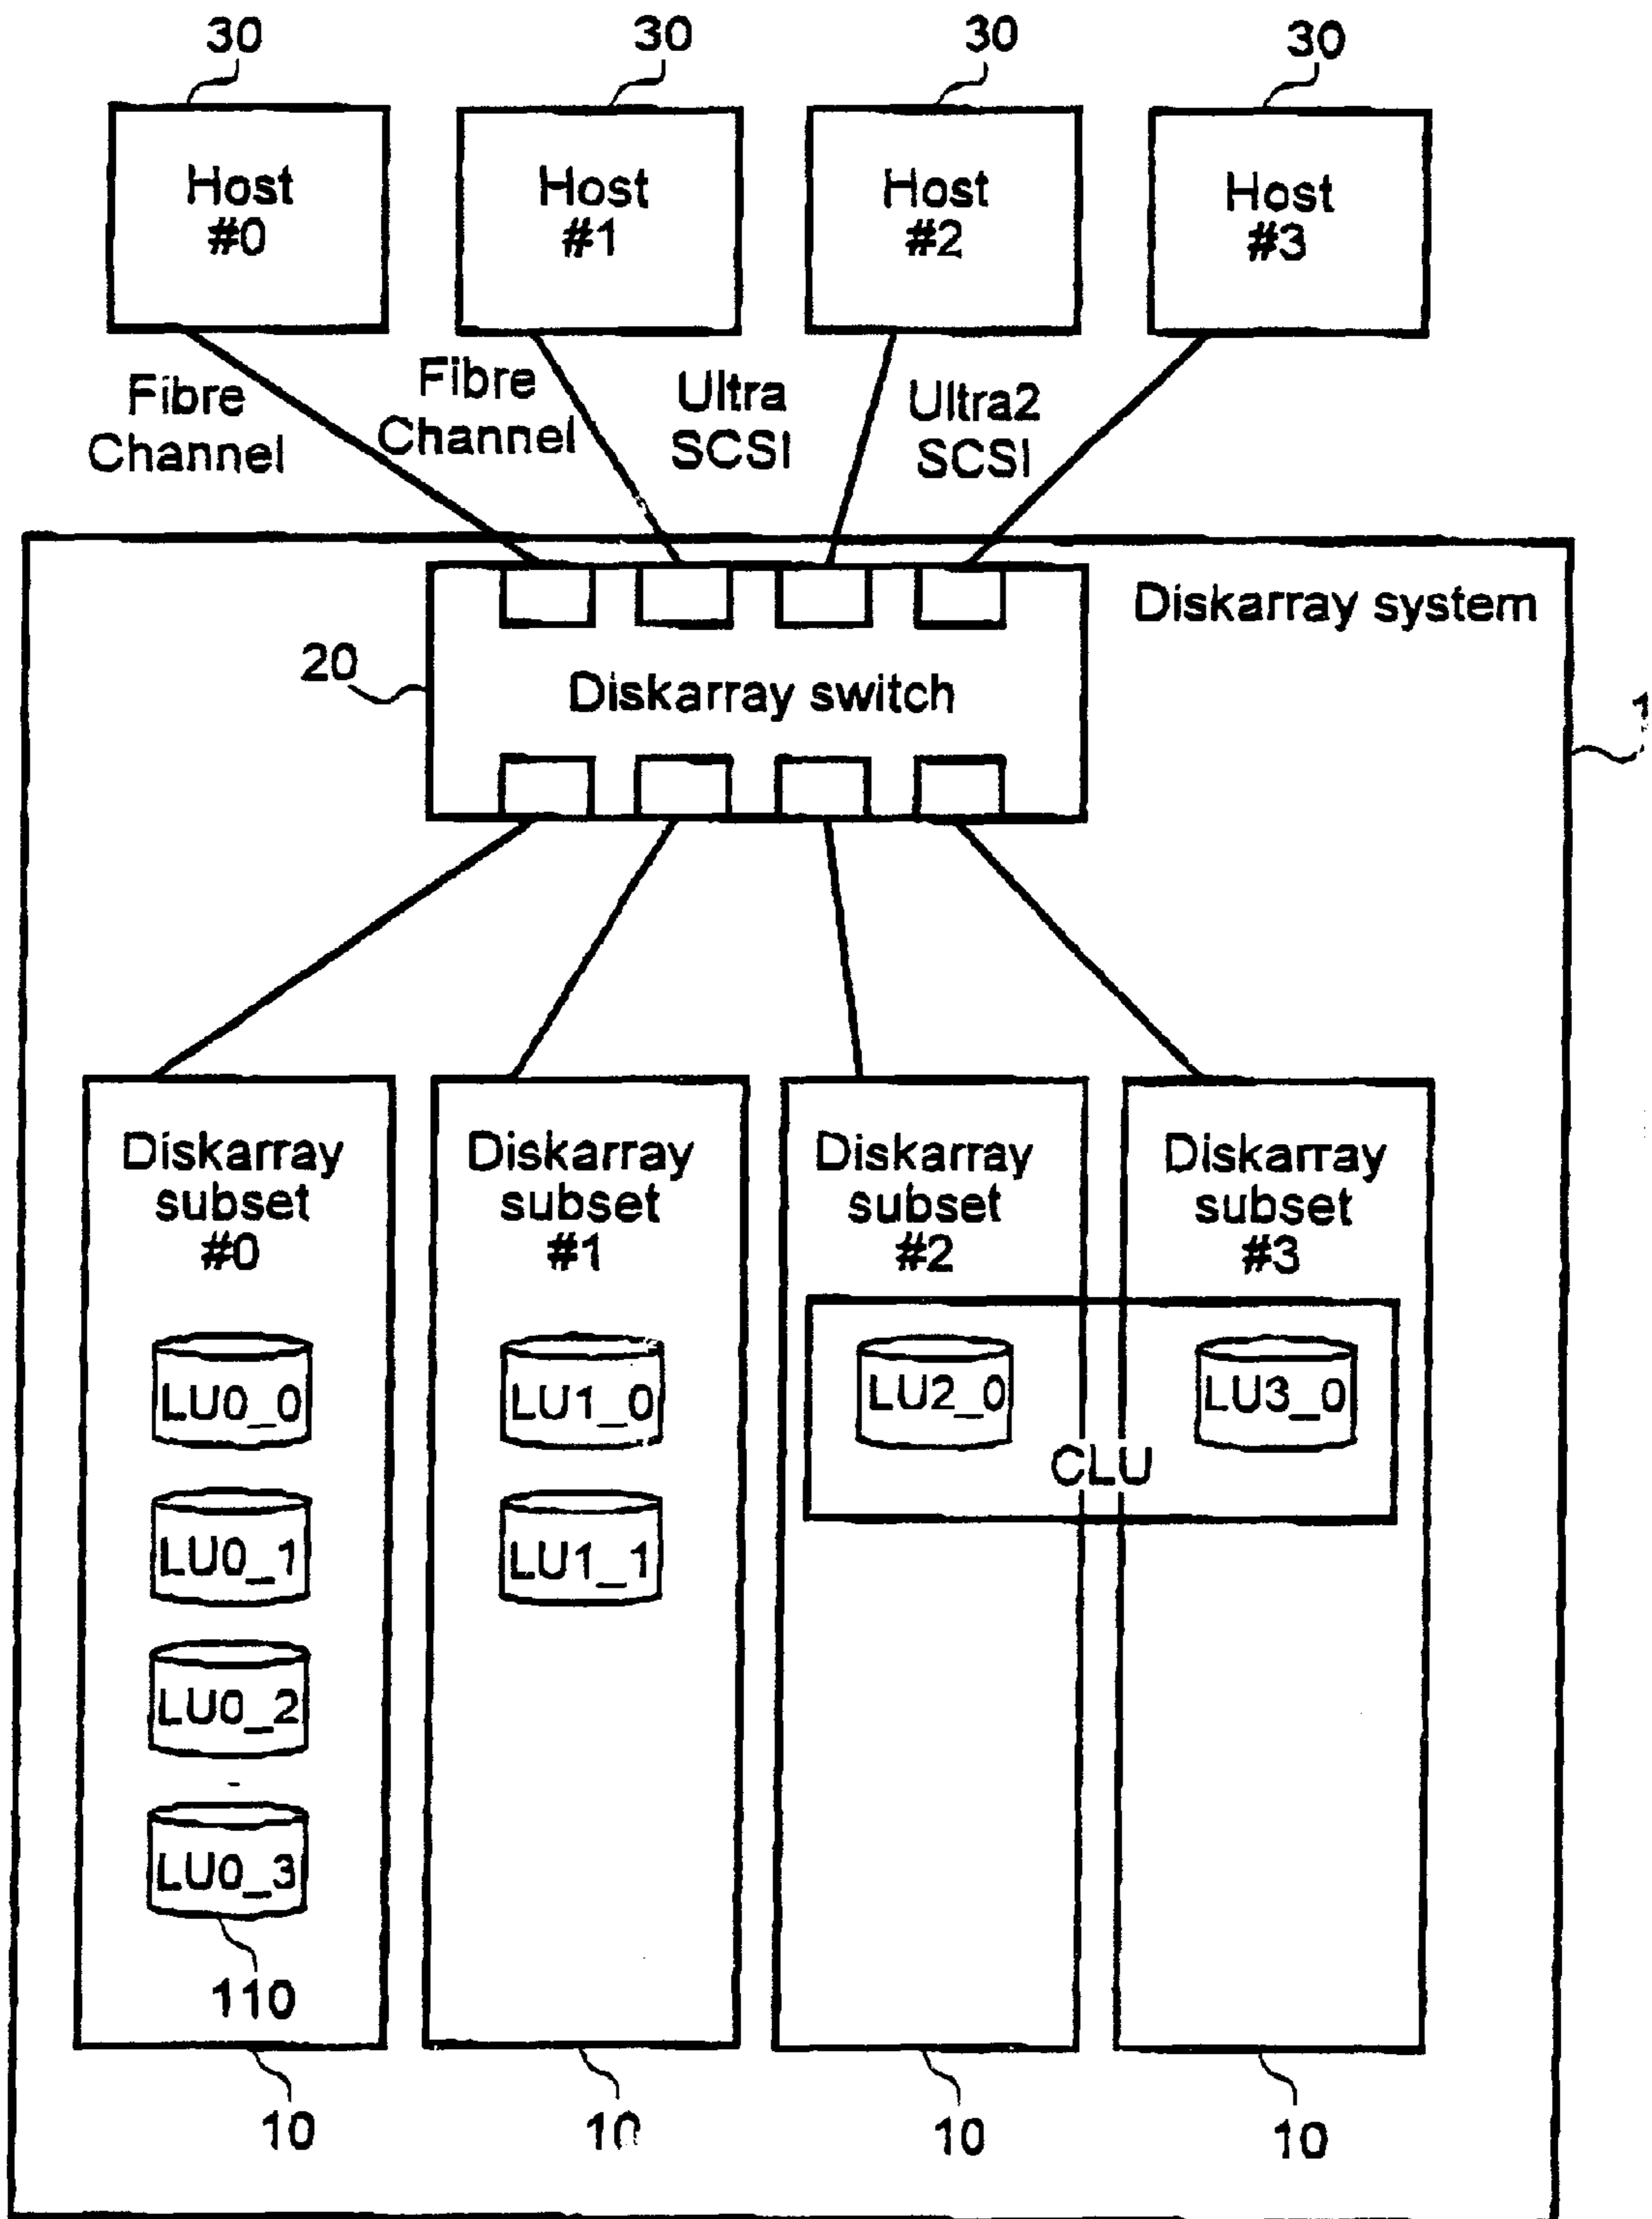 30
30
30
30
Host
#0
Host
#1
Host
#2
Host
#3
Fibre
Channel
Fibre
Channel
Ultra
SCSI
Ultra2
SCSI
Diskarray system
20
Diskarray switch
1
Diskarray
subset
#0
Diskarray
subset
#1
Diskarray
subset
#2
Diskarray
subset
#3
LU0_0
LU1_0
LU2_0
LU3_0
CLU
LU0_1
LU1_1
LU0_2
LU0_3
110
10
10
10
10